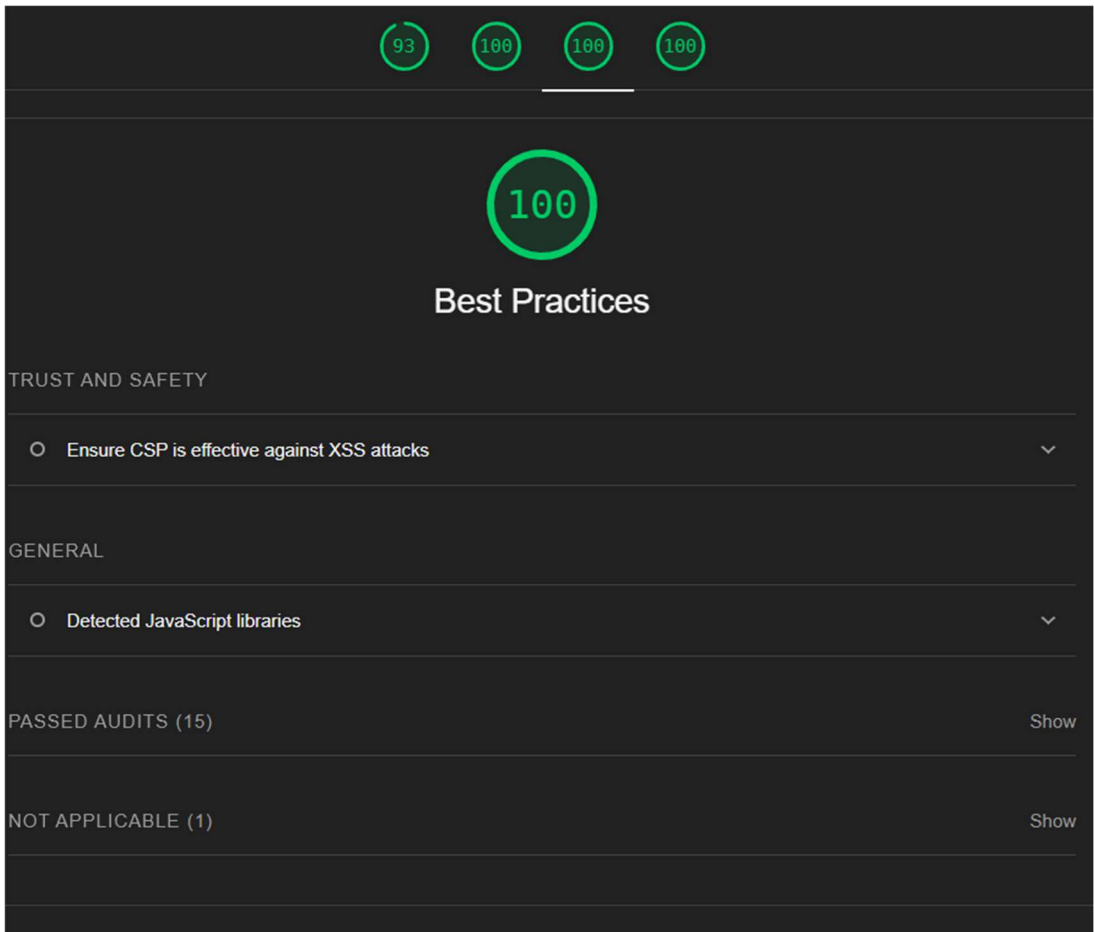 93 100 100 100
100
Best Practices
TRUST AND SAFETY
Ensure CSP is effective against XSS attacks
GENERAL
Detected JavaScript libraries
PASSED AUDITS (15) Show
NOT APPLICABLE (1) Show